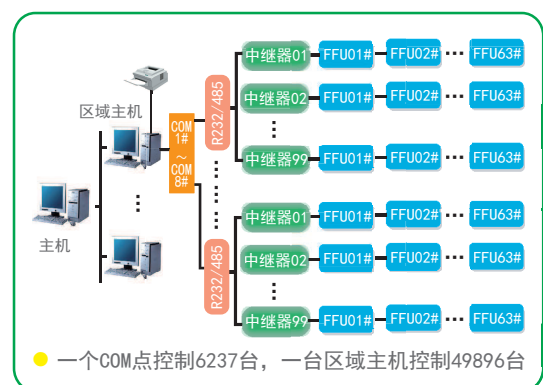 中继器01 FFU01# FFU02# ··· FFU63#
区域主机
R232/485
中继器02 FFU01# FFU02# ··· FFU63#
COM
1#
~
COM
8#
中继器99 FFU01# FFU02# ··· FFU63#
主机
中继器01 FFU01# FFU02# ··· FFU63#
R232/485
中继器02 FFU01# FFU02# ··· FFU63#
中继器99 FFU01# FFU02# ··· FFU63#
一个COM点控制6237台，一台区域主机控制49896台